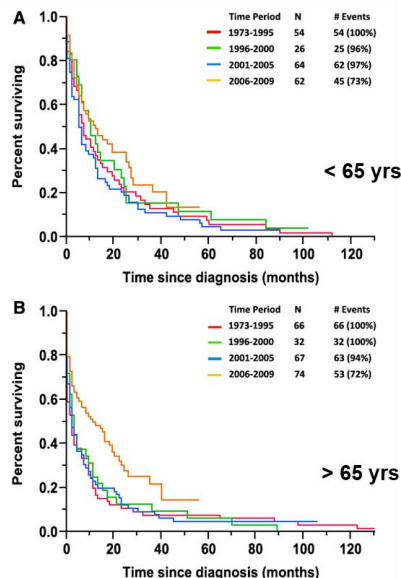 A
Time Period N # Events
1973-1995 54 54 (100%)
1996-2000 26 25 (96%)
2001-2005 64 62 (97%)
2006-2009 62 45 (73%)
< 65 yrs
Percent surviving
1.0
0.8
0.6
0.4
0.2
0.0
0 20 40 60 80 100 120
Time since diagnosis (months)
B
Time Period N # Events
1973-1995 66 66 (100%)
1996-2000 32 32 (100%)
2001-2005 67 63 (94%)
2006-2009 74 53 (72%)
> 65 yrs
Percent surviving
1.0
0.8
0.6
0.4
0.2
0.0
0 20 40 60 80 100 120
Time since diagnosis (months)